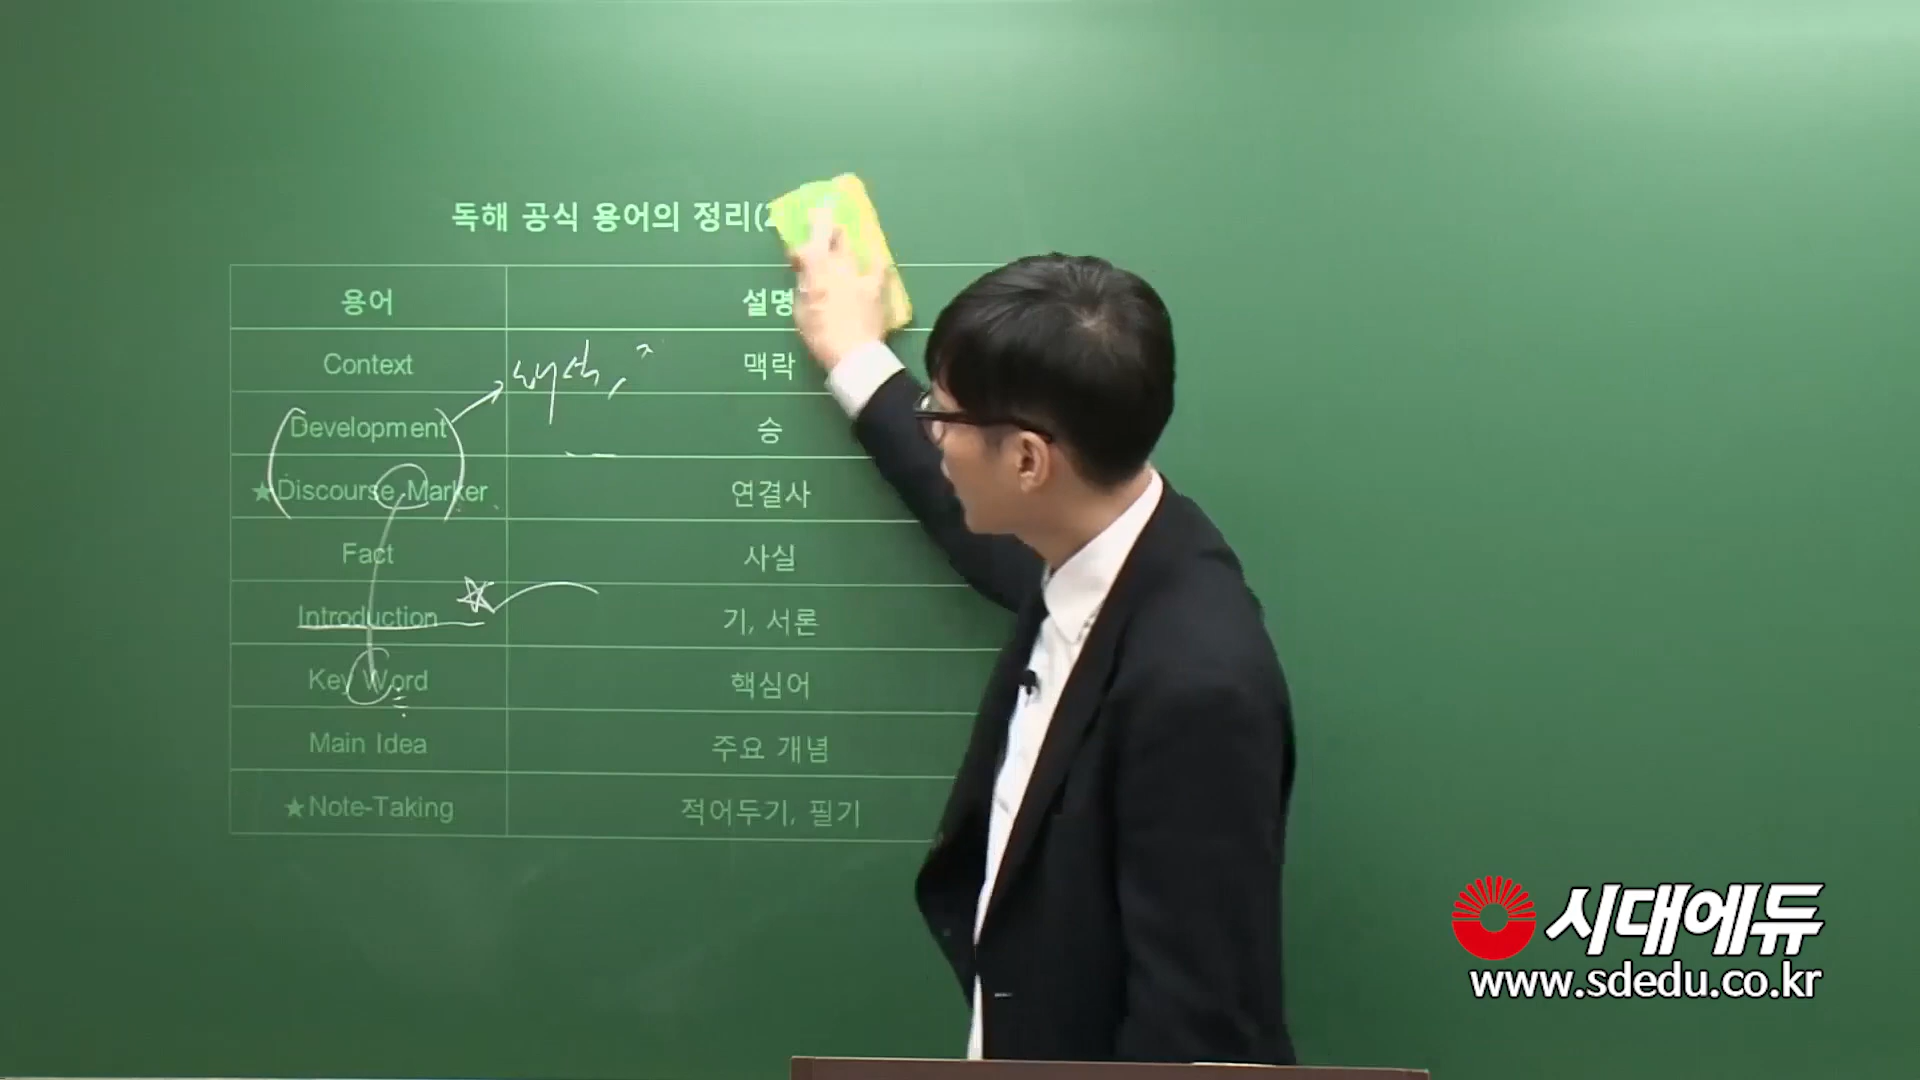 독해 공식 용어의 정리(2
용어 설명
Context 맥락
Development 승
★Discourse Marker 연결사
Fact 사실
Introduction 기, 서론
Key Word 핵심어
Main Idea 주요 개념
★Note-Taking 적어두기, 필기
시대에듀
www.sdedu.co.kr